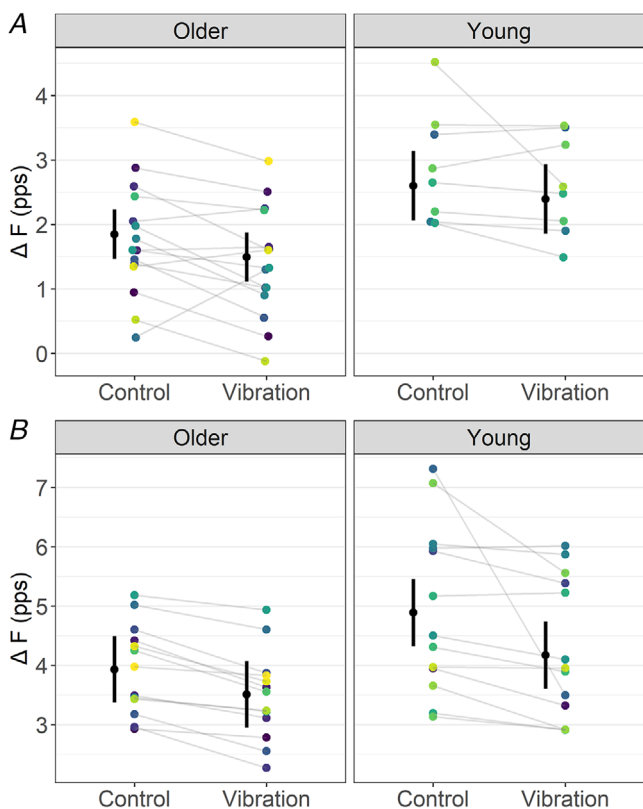 A
Older
Young
Δ F (pps)
4
3
2
1
0
Control
Vibration
Control
Vibration
B
Older
Young
Δ F (pps)
7
6
5
4
3
Control
Vibration
Control
Vibration